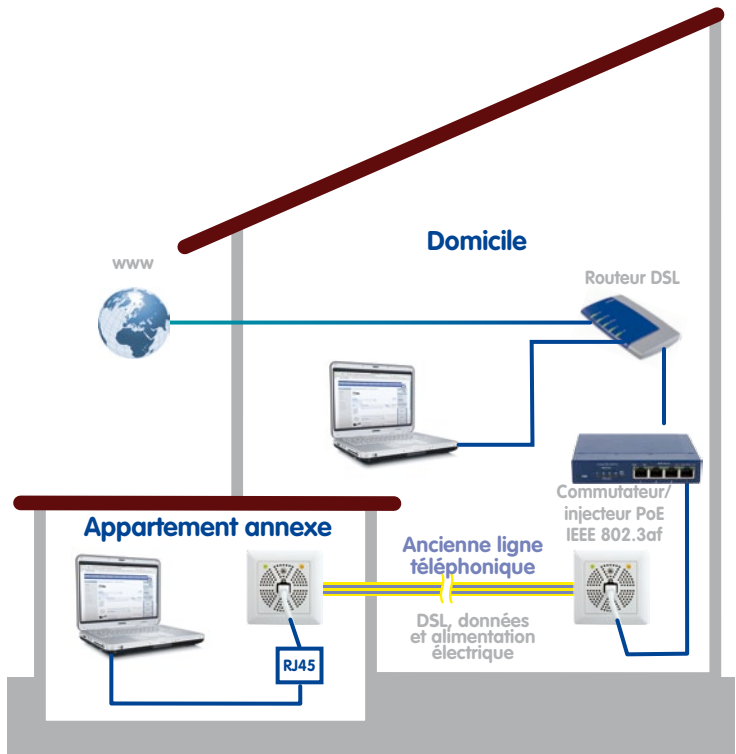 Domicile
www
Routeur DSL
Commutateur/
injecteur PoE
IEEE 802.3af
Appartement annexe
Ancienne ligne
téléphonique
DSL, données
et alimentation
électrique
RJ45